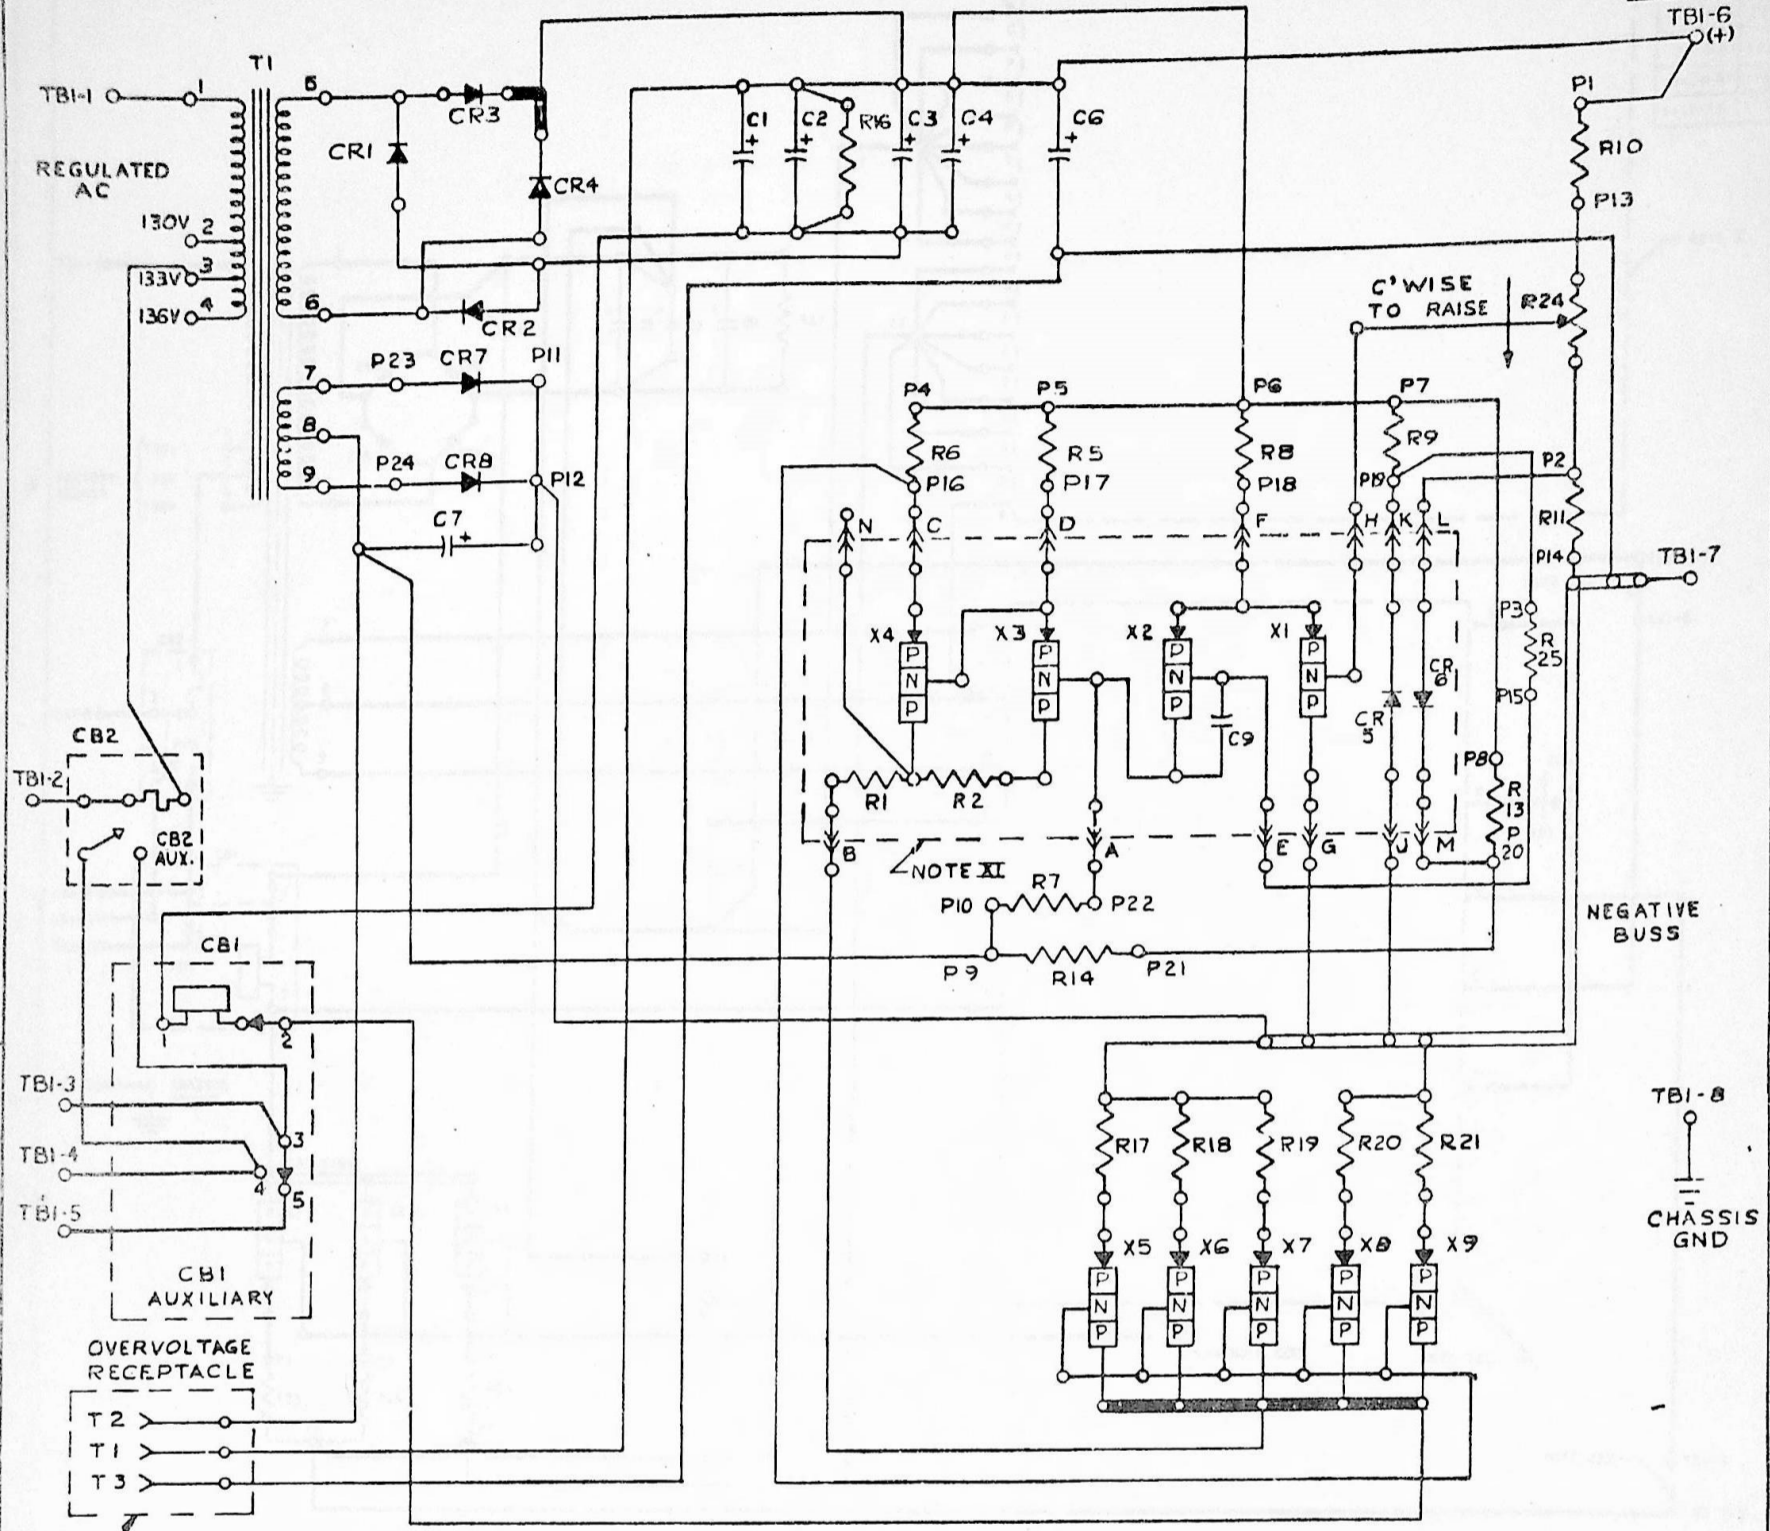 TB1-6
(+)
T1
TB1-1
1
5
CR3
CR1
CR4
C1
+
C2
+
R16
C3
+
C4
+
C6
+
P1
R10
P13
REGULATED
AC
130V 2
133V 3
136V 4
6
CR2
C'WISE
TO RAISE
R24
7
P23
CR7
P11
8
9
P24
CR8
P12
C7
+
P4
P5
P6
P7
R6
R5
R8
R9
P2
P16
P17
P18
P19
N
C
D
F
H
K
L
R11
P14
TB1-7
P3
R
25
P15
X4
X3
X2
X1
P
N
P
P
N
P
P
N
P
P
N
P
C9
CR
5
CR
6
P8
R
13
P
20
R1
R2
B
A
E
G
J
M
NOTE XI
CB2
TB1-2
CB2
AUX.
P10
R7
P22
P9
R14
P21
NEGATIVE
BUSS
CB1
1
2
TB1-3
3
TB1-4
4
5
TB1-5
CB1
AUXILIARY
R17
R18
R19
R20
R21
TB1-8
CHASSIS
GND
X5
X6
X7
X8
X9
P
N
P
P
N
P
P
N
P
P
N
P
P
N
P
OVERVOLTAGE
RECEPTACLE
T2
T1
T3